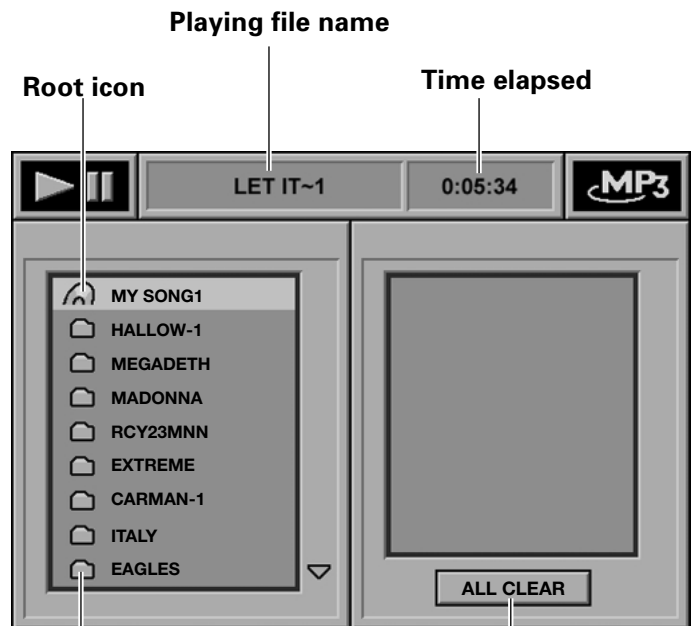 Playing file name
Root icon
Time elapsed
LET IT~1
0:05:34
MP3
MY SONG1
HALLOW-1
MEGADETH
MADONNA
RCY23MNN
EXTREME
CARMAN-1
ITALY
EAGLES
ALL CLEAR